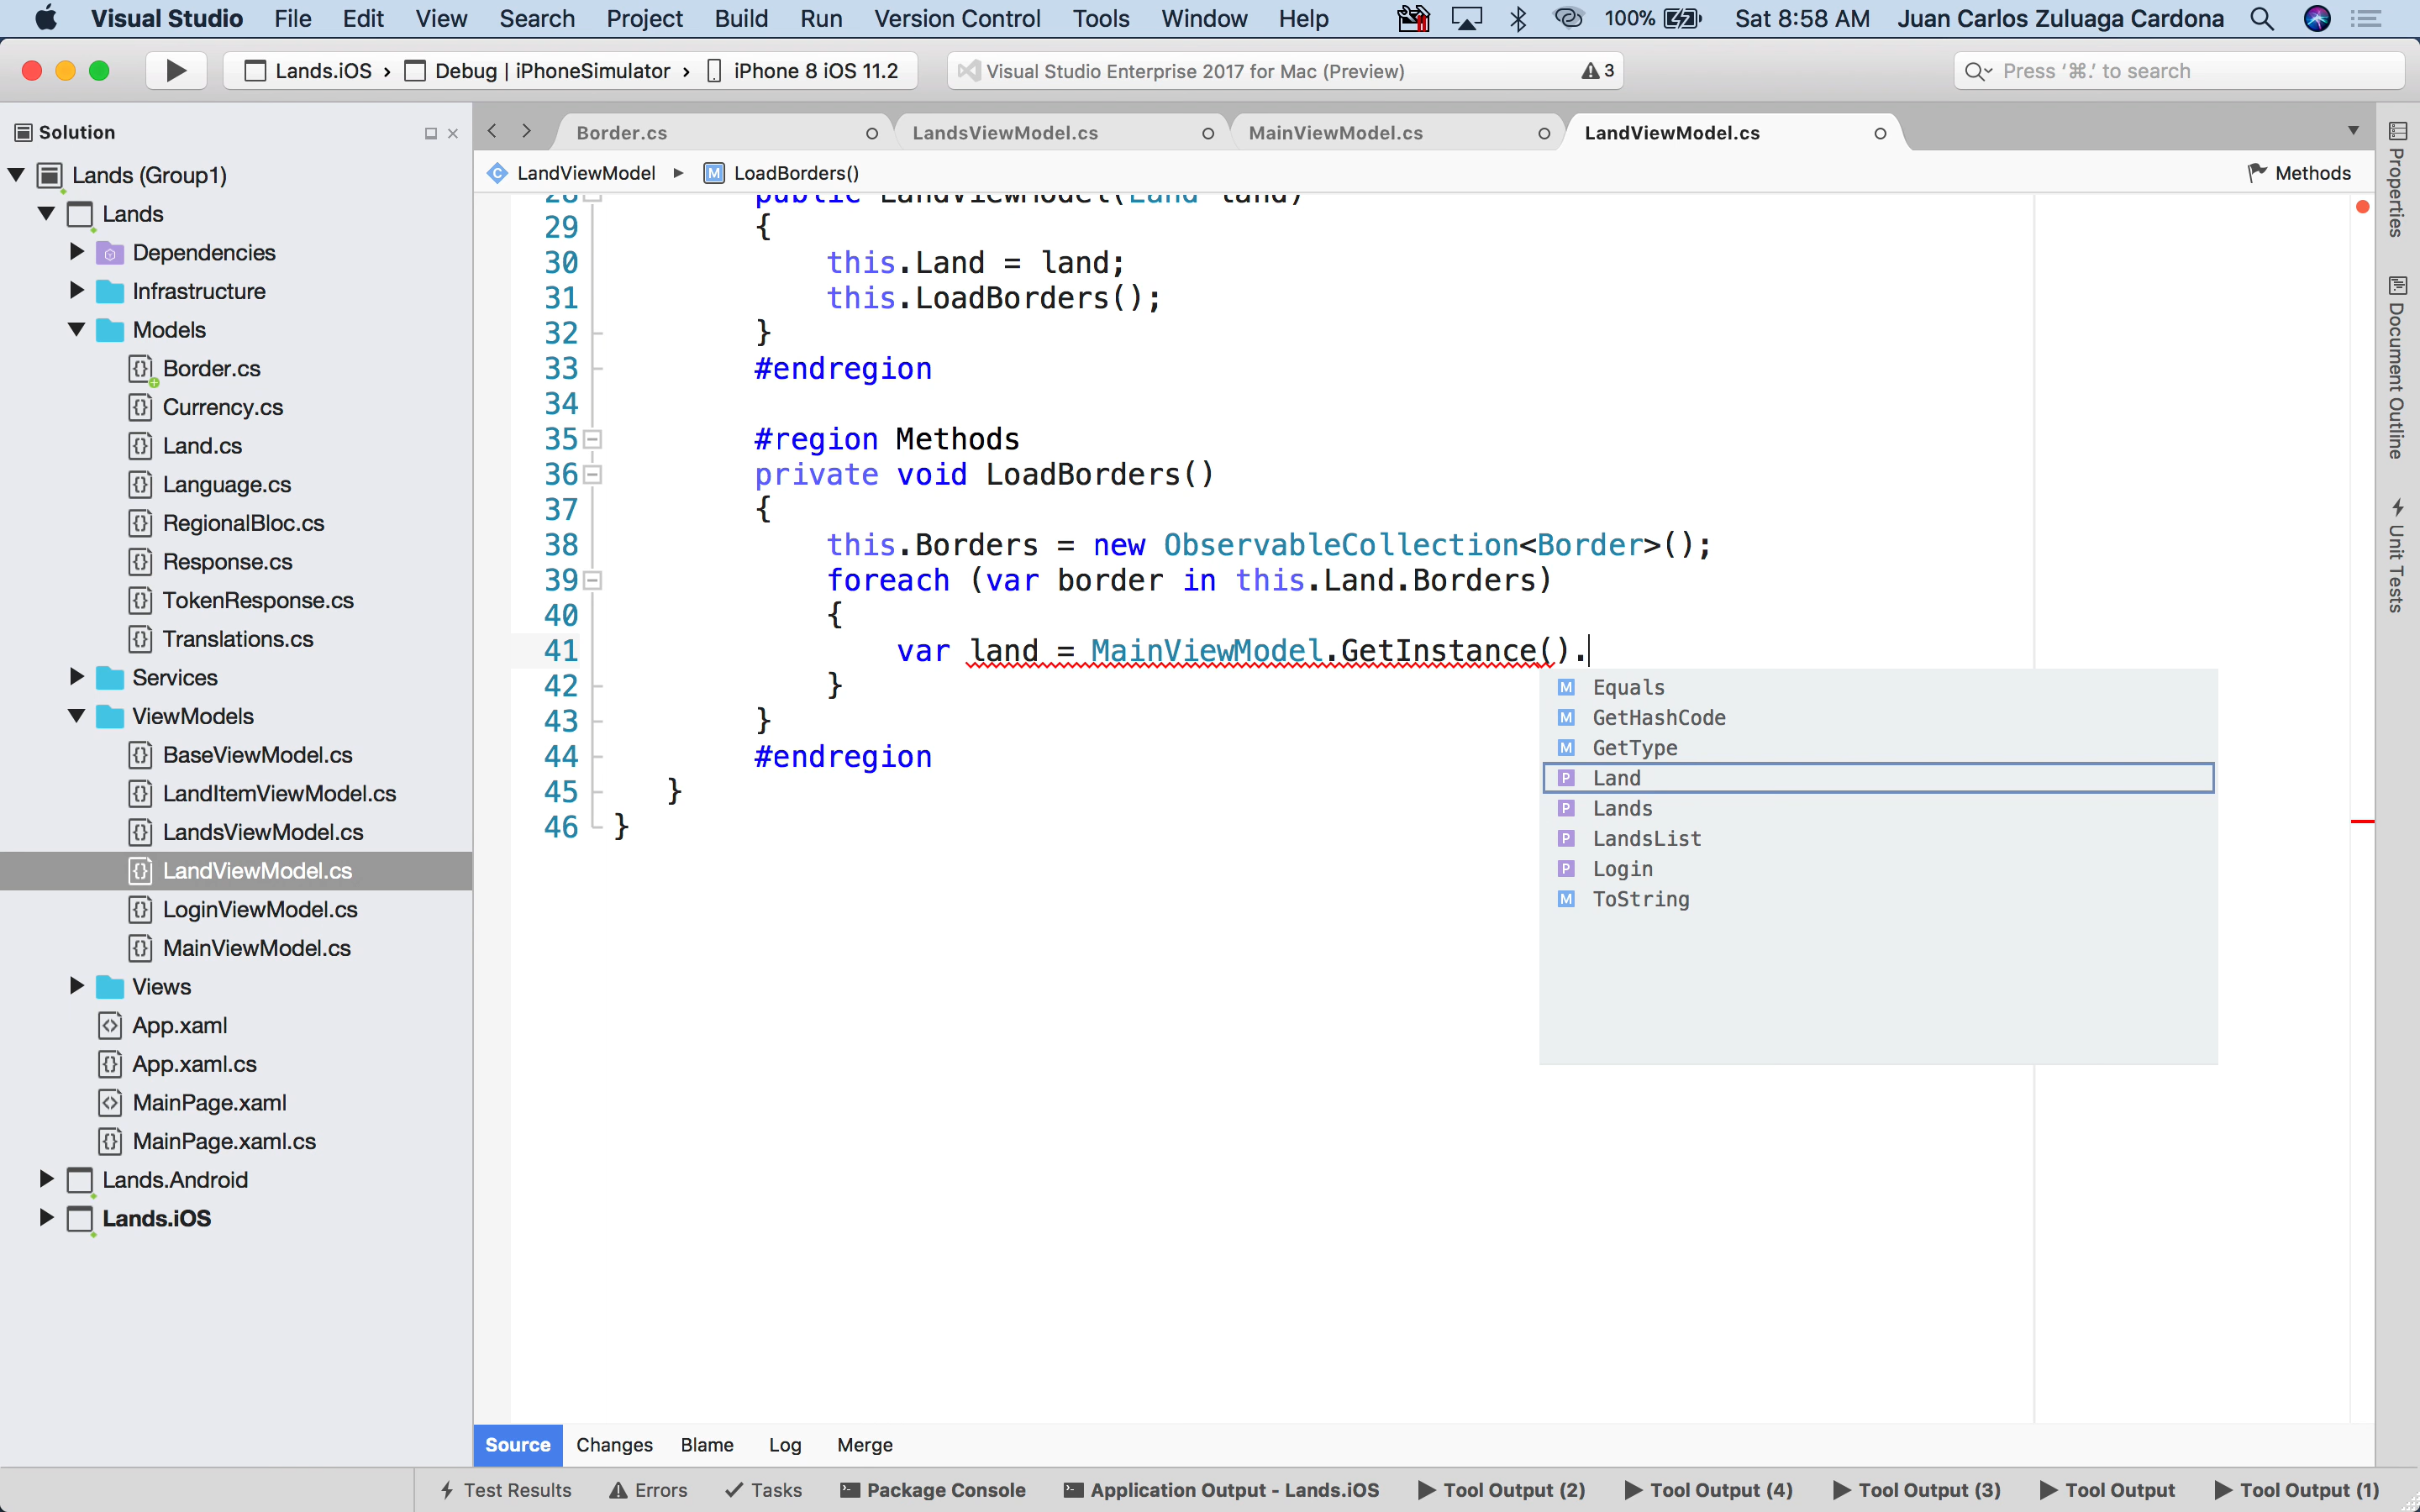 Visual Studio File Edit View Search Project Build Run Version Control Tools Window Help 100% Sat 8:58 AM Juan Carlos Zuluaga Cardona
Lands.iOS › Debug | iPhoneSimulator › iPhone 8 iOS 11.2 Visual Studio Enterprise 2017 for Mac (Preview) 3 Press ‘⌘.’ to search
Solution
Lands (Group1)
Lands
Dependencies
Infrastructure
Models
Border.cs
Currency.cs
Land.cs
Language.cs
RegionalBloc.cs
Response.cs
TokenResponse.cs
Translations.cs
Services
ViewModels
BaseViewModel.cs
LandItemViewModel.cs
LandsViewModel.cs
LandViewModel.cs
LoginViewModel.cs
MainViewModel.cs
Views
App.xaml
App.xaml.cs
MainPage.xaml
MainPage.xaml.cs
Lands.Android
Lands.iOS
Border.cs LandsViewModel.cs MainViewModel.cs LandViewModel.cs
LandViewModel LoadBorders() Methods
28 public LandViewModel(Land land)
29 {
30 this.Land = land;
31 this.LoadBorders();
32 }
33 #endregion
34
35 #region Methods
36 private void LoadBorders()
37 {
38 this.Borders = new ObservableCollection<Border>();
39 foreach (var border in this.Land.Borders)
40 {
41 var land = MainViewModel.GetInstance().
42 }
43 }
44 #endregion
45 }
46 }
M Equals
M GetHashCode
M GetType
P Land
P Lands
P LandsList
P Login
M ToString
Properties
Document Outline
Unit Tests
Source Changes Blame Log Merge
Test Results Errors Tasks Package Console Application Output - Lands.iOS Tool Output (2) Tool Output (4) Tool Output (3) Tool Output Tool Output (1)